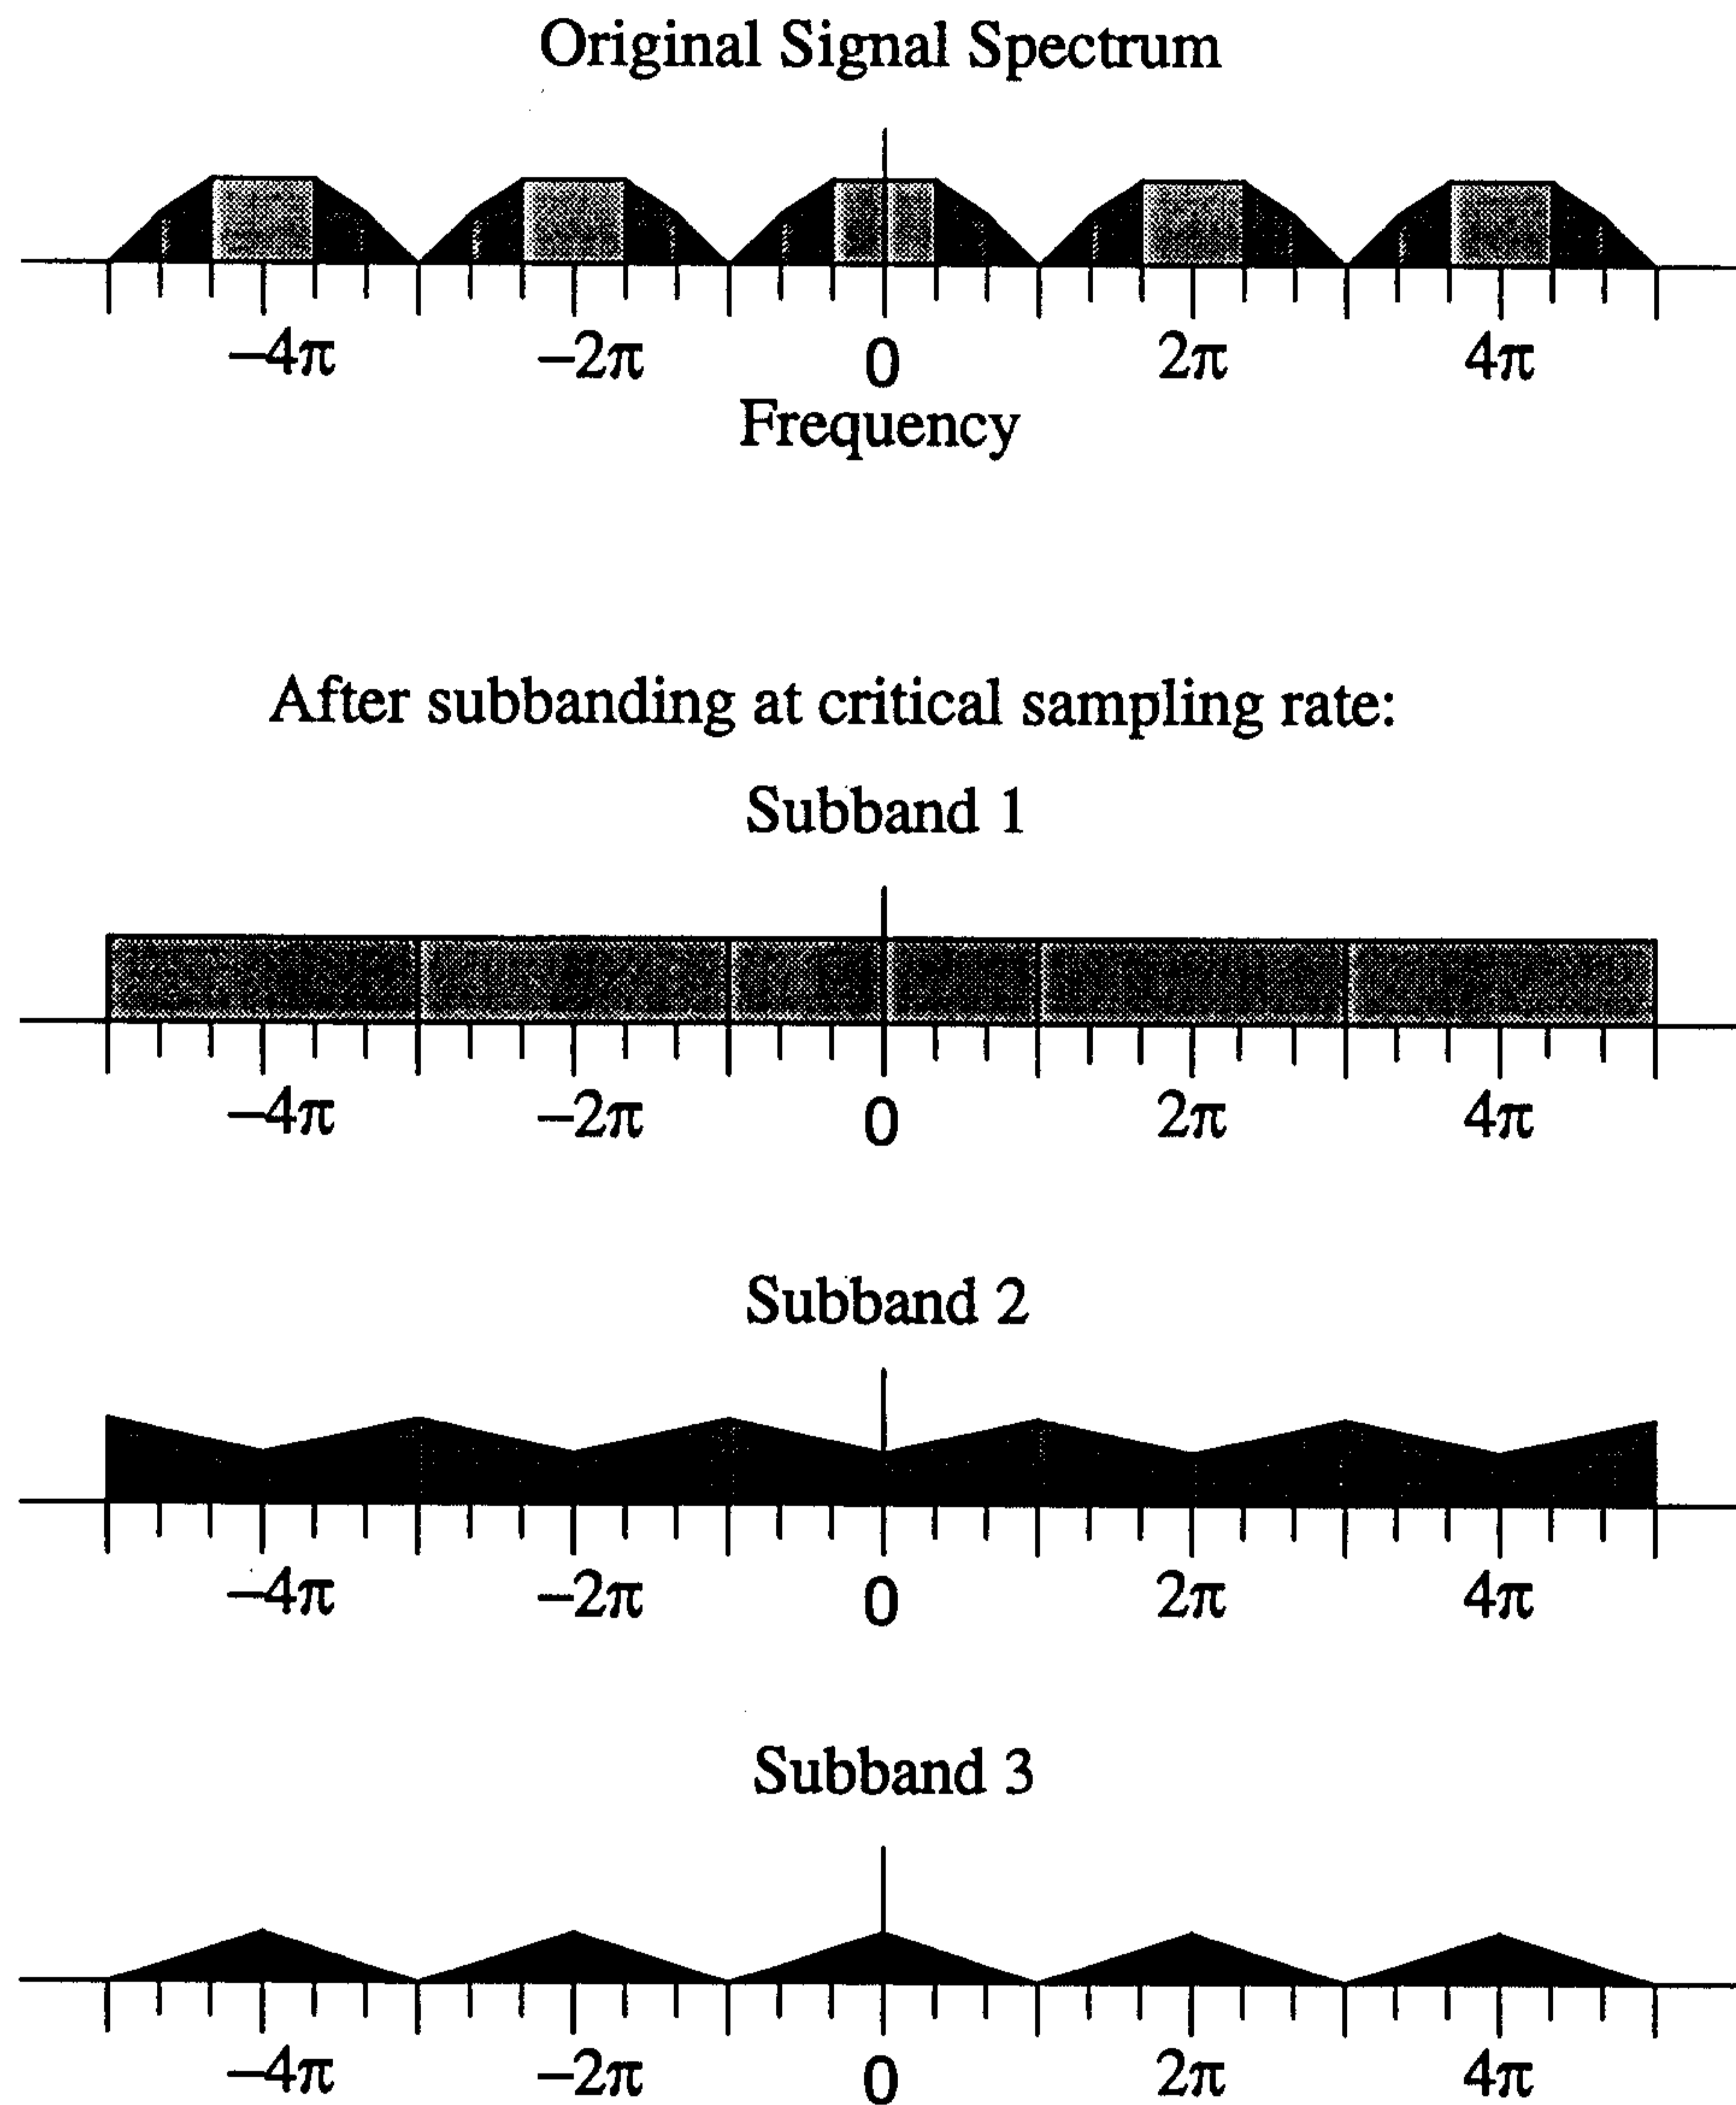 Original Signal Spectrum
–4π –2π 0 2π 4π
Frequency
After subbanding at critical sampling rate:
Subband 1
–4π –2π 0 2π 4π
Subband 2
–4π –2π 0 2π 4π
Subband 3
–4π –2π 0 2π 4π